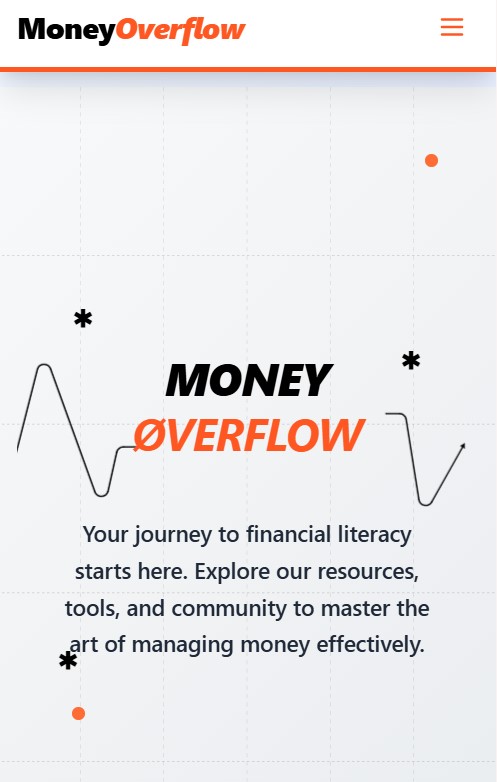 MoneyOverflow
MONEY
ØVERFLOW
Your journey to financial literacy
starts here. Explore our resources,
tools, and community to master the
art of managing money effectively.